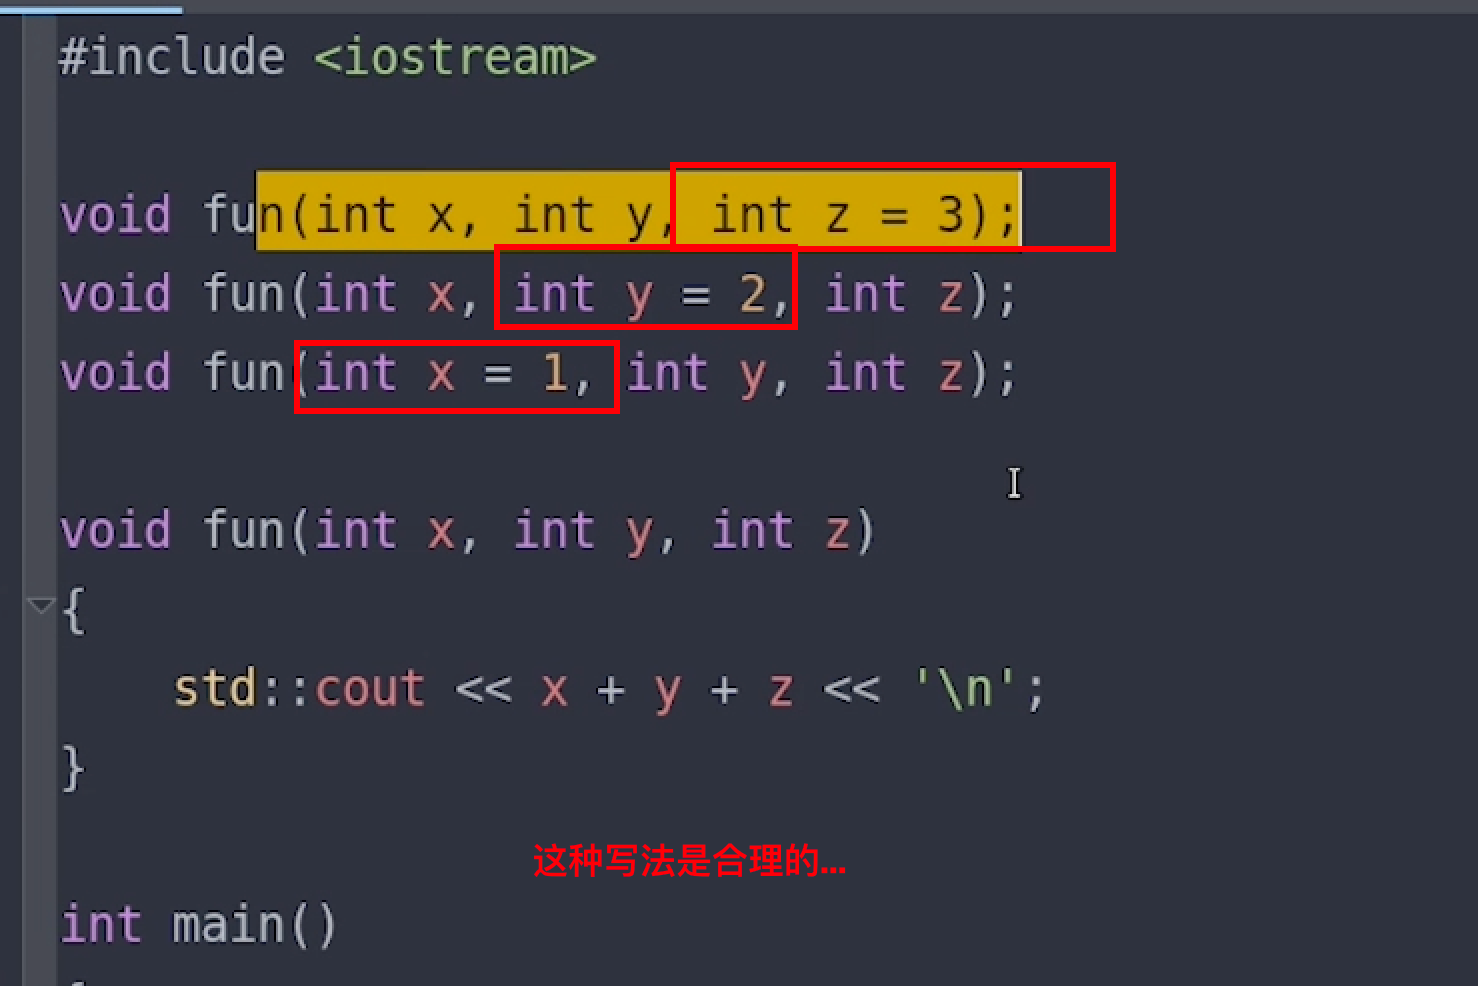 #include <iostream>
void fun(int x, int y, int z = 3);
void fun(int x, int y = 2, int z);
void fun(int x = 1, int y, int z);
void fun(int x, int y, int z)
{
std::cout << x + y + z << '\n';
}
这种写法是合理的...
int main()